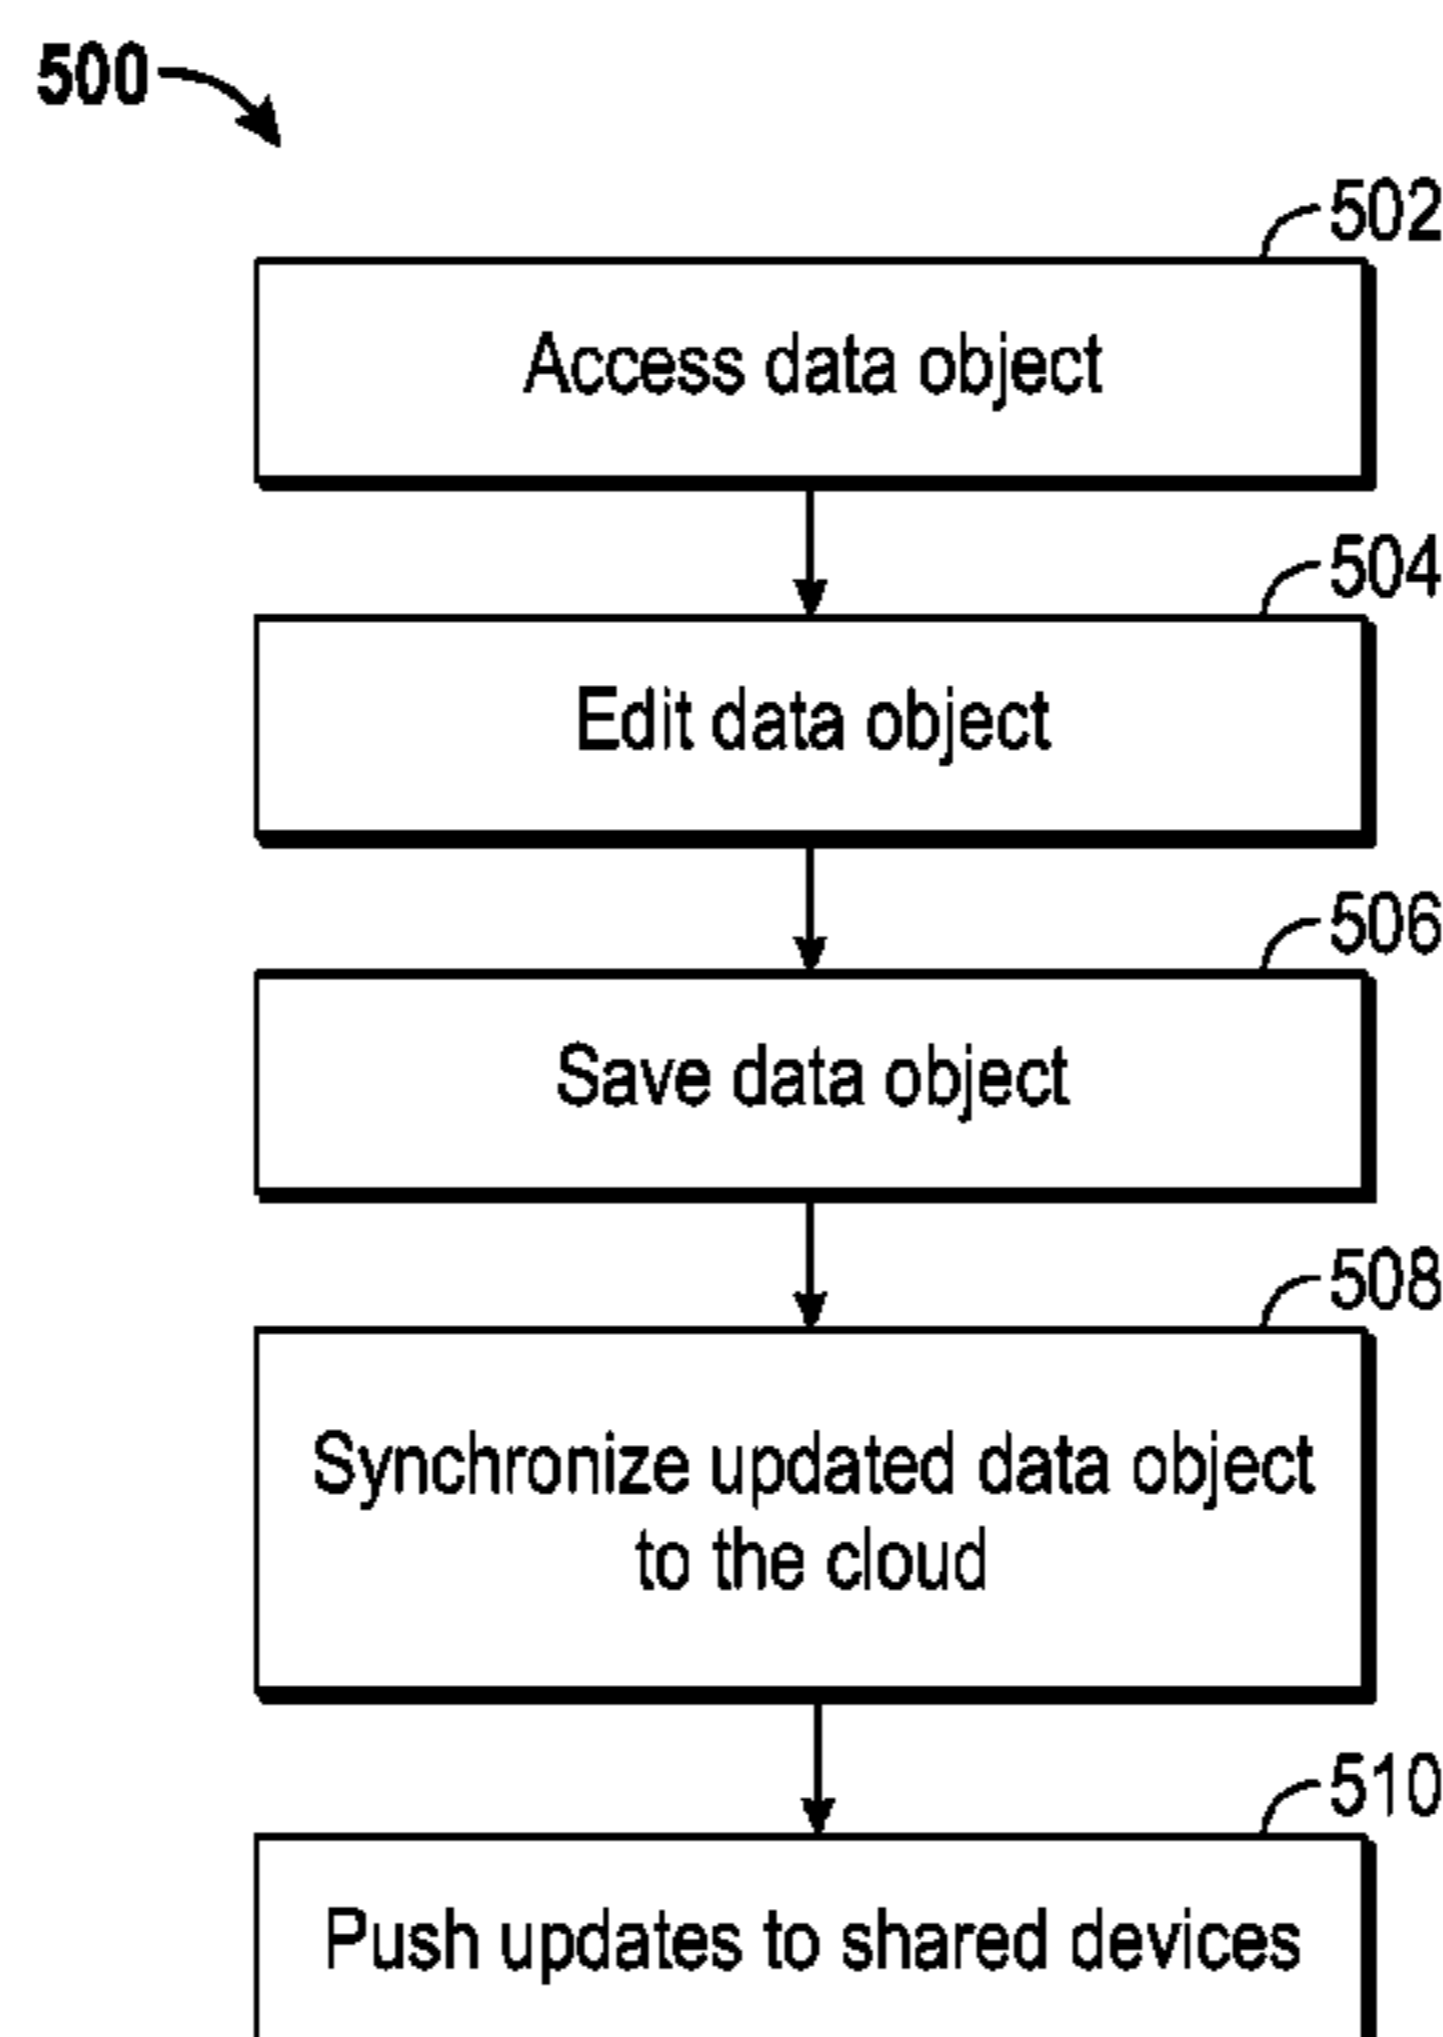 500
502
Access data object
504
Edit data object
506
Save data object
508
Synchronize updated data object
to the cloud
510
Push updates to shared devices